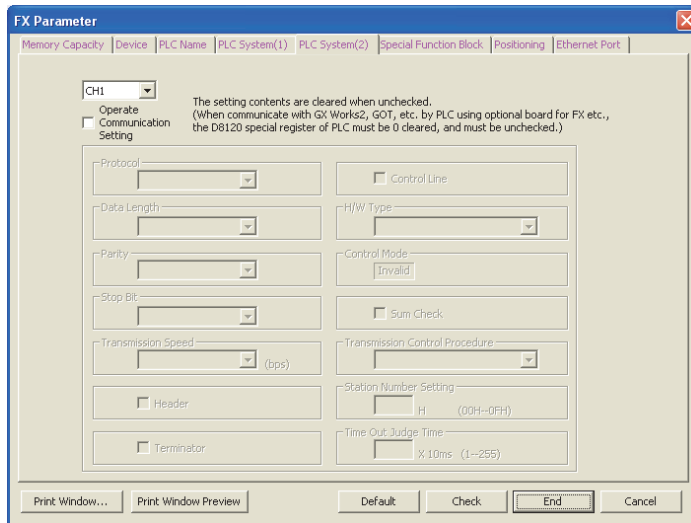 FX Parameter
Memory Capacity Device PLC Name PLC System(1) PLC System(2) Special Function Block Positioning Ethernet Port
CH1
Operate
Communication
Setting
The setting contents are cleared when unchecked.
(When communicate with GX Works2, GOT, etc. by PLC using optional board for FX etc.,
the D8120 special register of PLC must be 0 cleared, and must be unchecked.)
Protocol
Control Line
Data Length
H/W Type
Parity
Control Mode
Invalid
Stop Bit
Sum Check
Transmission Speed
(bps)
Transmission Control Procedure
Header
Station Number Setting
H (00H--0FH)
Terminator
Time Out Judge Time
X 10ms (1--255)
Print Window... Print Window Preview Default Check End Cancel